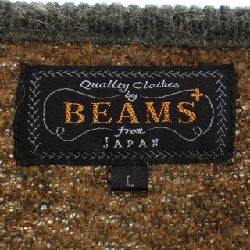 Quality Clothes
by
BEAMS+
from
JAPAN
L